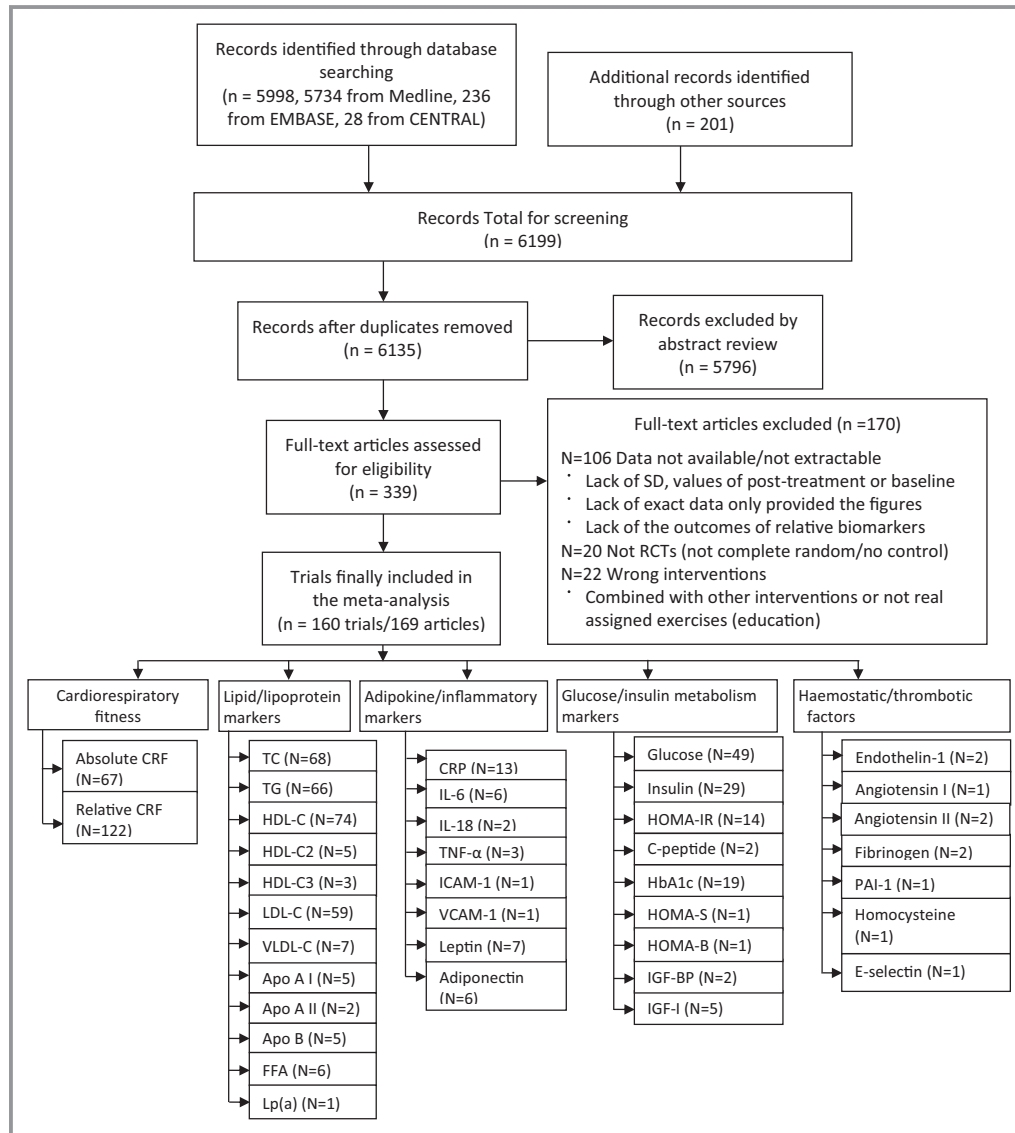 Records identified through database
searching
(n = 5998, 5734 from Medline, 236
from EMBASE, 28 from CENTRAL)
Additional records identified
through other sources
(n = 201)
Records Total for screening
(n = 6199)
Records after duplicates removed
(n = 6135)
Records excluded by
abstract review
(n = 5796)
Full-text articles assessed
for eligibility
(n = 339)
Full-text articles excluded (n =170)
N=106 Data not available/not extractable
· Lack of SD, values of post-treatment or baseline
· Lack of exact data only provided the figures
· Lack of the outcomes of relative biomarkers
N=20 Not RCTs (not complete random/no control)
N=22 Wrong interventions
· Combined with other interventions or not real
assigned exercises (education)
Trials finally included in
the meta-analysis
(n = 160 trials/169 articles)
Cardiorespiratory
fitness
Absolute CRF
(N=67)
Relative CRF
(N=122)
Lipid/lipoprotein
markers
TC (N=68)
TG (N=66)
HDL-C (N=74)
HDL-C2 (N=5)
HDL-C3 (N=3)
LDL-C (N=59)
VLDL-C (N=7)
Apo A I (N=5)
Apo A II (N=2)
Apo B (N=5)
FFA (N=6)
Lp(a) (N=1)
Adipokine/inflammatory
markers
CRP (N=13)
IL-6 (N=6)
IL-18 (N=2)
TNF-α (N=3)
ICAM-1 (N=1)
VCAM-1 (N=1)
Leptin (N=7)
Adiponectin
(N=6)
Glucose/insulin metabolism
markers
Glucose (N=49)
Insulin (N=29)
HOMA-IR (N=14)
C-peptide (N=2)
HbA1c (N=19)
HOMA-S (N=1)
HOMA-B (N=1)
IGF-BP (N=2)
IGF-I (N=5)
Haemostatic/thrombotic
factors
Endothelin-1 (N=2)
Angiotensin I (N=1)
Angiotensin II (N=2)
Fibrinogen (N=2)
PAI-1 (N=1)
Homocysteine
(N=1)
E-selectin (N=1)